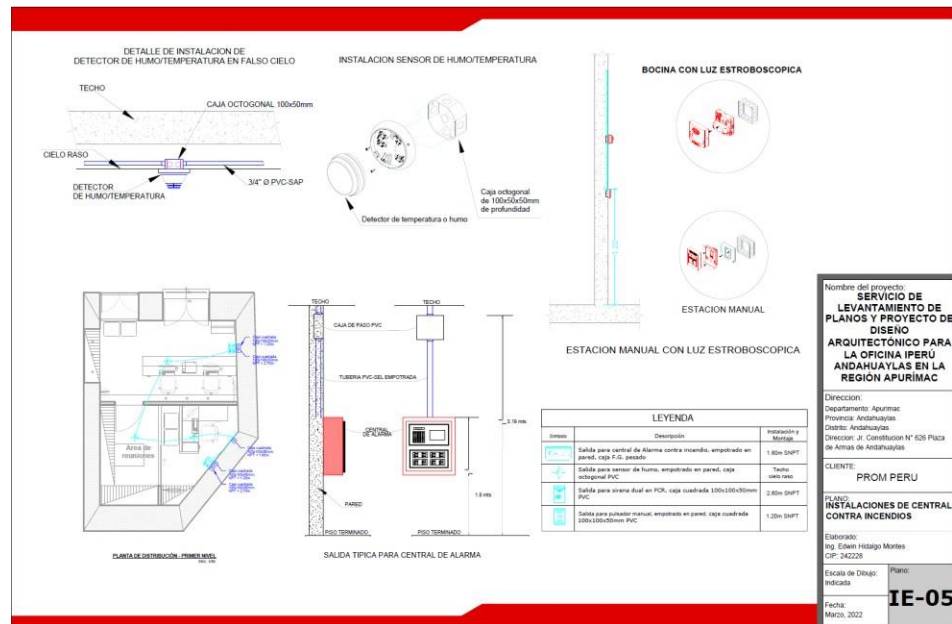 DETALLE DE INSTALACION DE
DETECTOR DE HUMO/TEMPERATURA EN FALSO CIELO
TECHO
CAJA OCTOGONAL 100x50mm
CIELO RASO
DETECTOR
DE HUMO/TEMPERATURA
3/4" Ø PVC-SAP
INSTALACION SENSOR DE HUMO/TEMPERATURA
Caja octogonal
de 100x50x50mm
de profundidad
Detector de temperatura o humo
BOCINA CON LUZ ESTROBOSCOPICA
ESTACION MANUAL
ESTACION MANUAL CON LUZ ESTROBOSCOPICA
Area de
reuniones
PLANTA DE DISTRIBUCIÓN - PRIMER NIVEL
TECHO
TECHO
CAJA DE PASO PVC
TUBERIA PVC-SEL EMPOTRADA
CENTRAL
DE ALARMA
PARED
1.8 mts
PISO TERMINADO
PISO TERMINADO
SALIDA TIPICA PARA CENTRAL DE ALARMA
LEYENDA
Descripción
Instalación y
Montaje
Salida para central de Alarma contra incendio, empotrado en
pared, caja F.G. pesado
1.80m SNPT
Salida para sensor de humo, empotrado en pared, caja
octogonal PVC
Techo
cielo raso
Salida para sirena dual en FCR, caja cuadrada 100x100x50mm
PVC
2.60m SNPT
Salida para pulsador manual, empotrado en pared, caja cuadrada
100x100x50mm PVC
1.20m SNPT
Nombre del proyecto:
SERVICIO DE
LEVANTAMIENTO DE
PLANOS Y PROYECTO DE
DISEÑO
ARQUITECTÓNICO PARA
LA OFICINA IPERÚ
ANDAHUAYLAS EN LA
REGIÓN APURÍMAC
Direccion:
Departamento: Apurimac
Provincia: Andahuaylas
Distrito: Andahuaylas
Direccion: Jr. Constitucion N° 626 Plaza
de Armas de Andahuaylas
CLIENTE:
PROM PERU
PLANO:
INSTALACIONES DE CENTRAL
CONTRA INCENDIOS
Elaborado:
Ing. Edwin Hidalgo Montes
CIP: 242228
Escala de Dibujo:
Indicada
Plano:
IE-05
Fecha:
Marzo, 2022